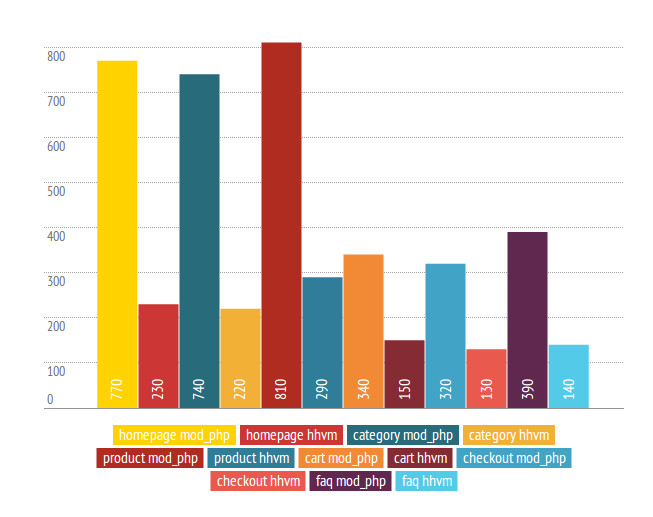 800
700
600
500
400
300
200
100
0
770 230 740 220 810 290 340 150 320 130 390 140
homepage mod_php homepage hhvm category mod_php category hhvm
product mod_php product hhvm cart mod_php cart hhvm checkout mod_php
checkout hhvm faq mod_php faq hhvm